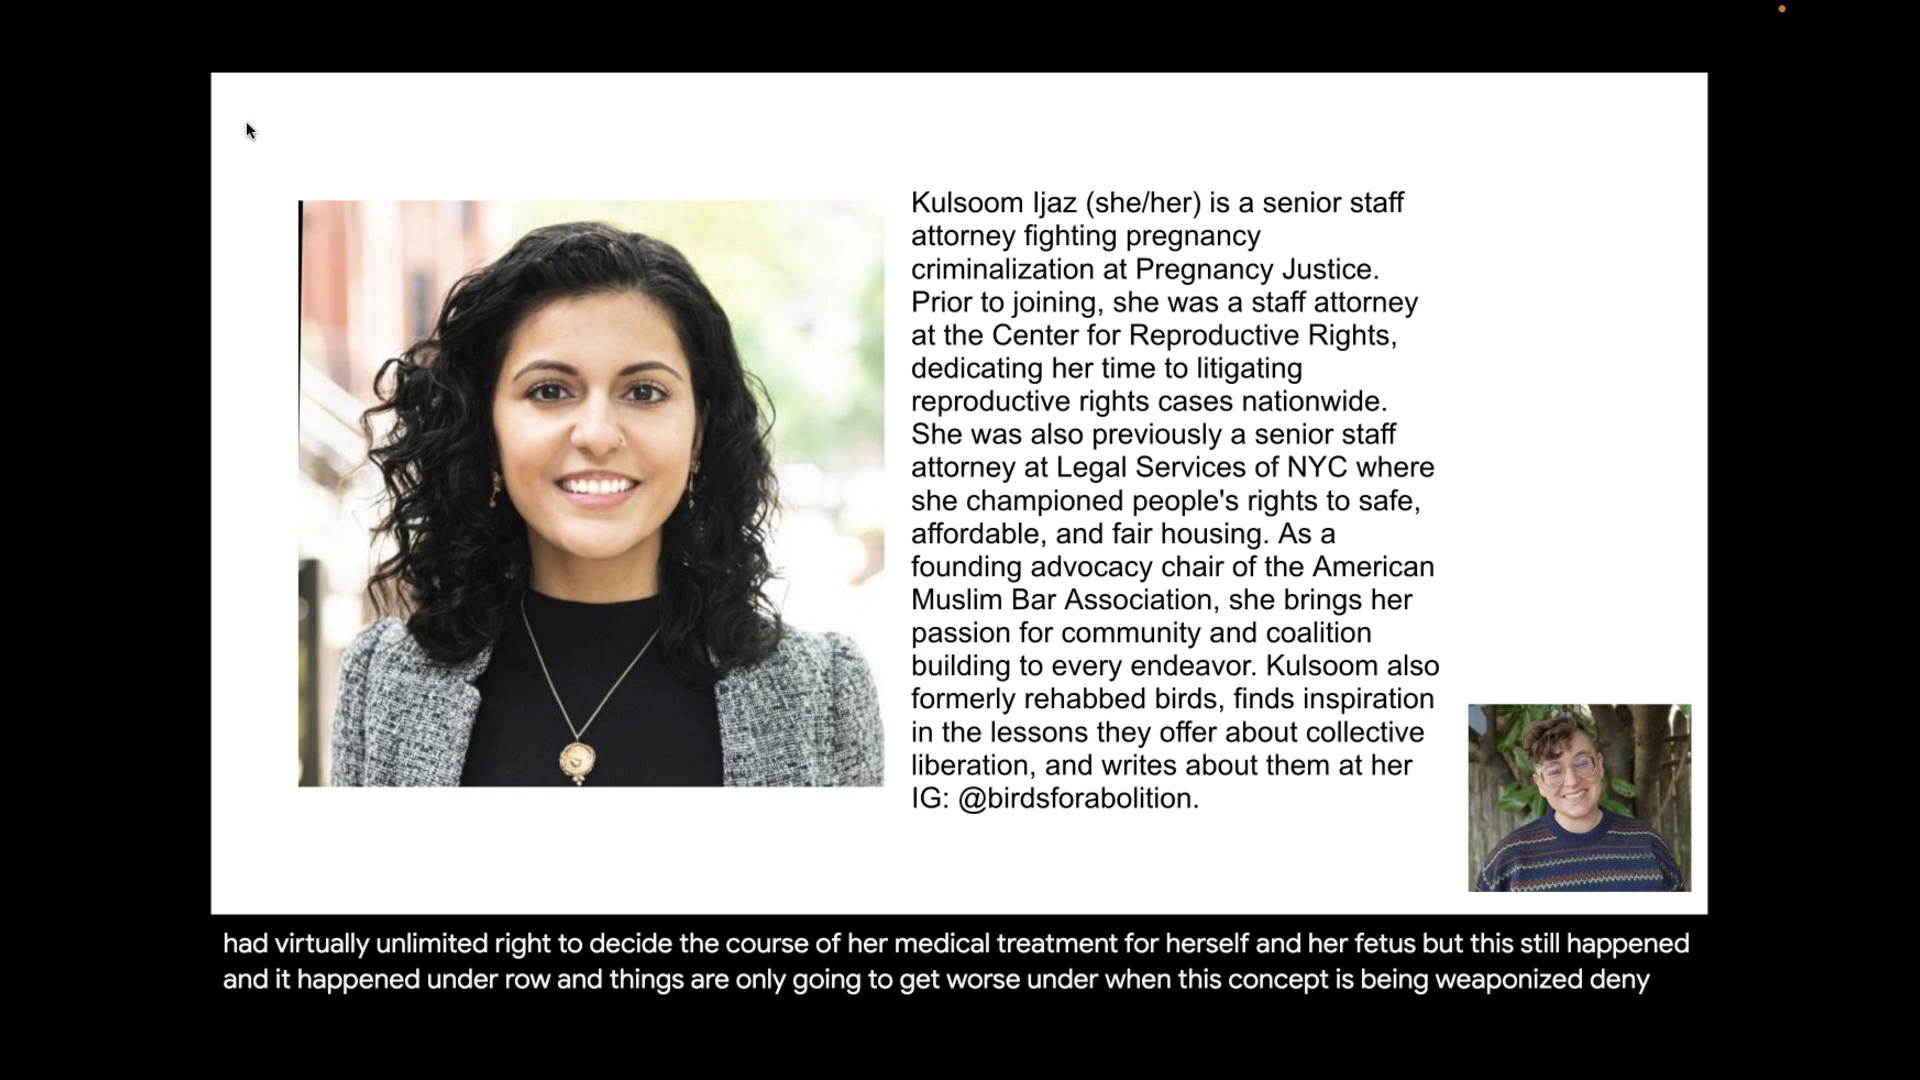 Kulsoom Ijaz (she/her) is a senior staff
attorney fighting pregnancy
criminalization at Pregnancy Justice.
Prior to joining, she was a staff attorney
at the Center for Reproductive Rights,
dedicating her time to litigating
reproductive rights cases nationwide.
She was also previously a senior staff
attorney at Legal Services of NYC where
she championed people's rights to safe,
affordable, and fair housing. As a
founding advocacy chair of the American
Muslim Bar Association, she brings her
passion for community and coalition
building to every endeavor. Kulsoom also
formerly rehabbed birds, finds inspiration
in the lessons they offer about collective
liberation, and writes about them at her
IG: @birdsforabolition.
had virtually unlimited right to decide the course of her medical treatment for herself and her fetus but this still happened
and it happened under row and things are only going to get worse under when this concept is being weaponized deny